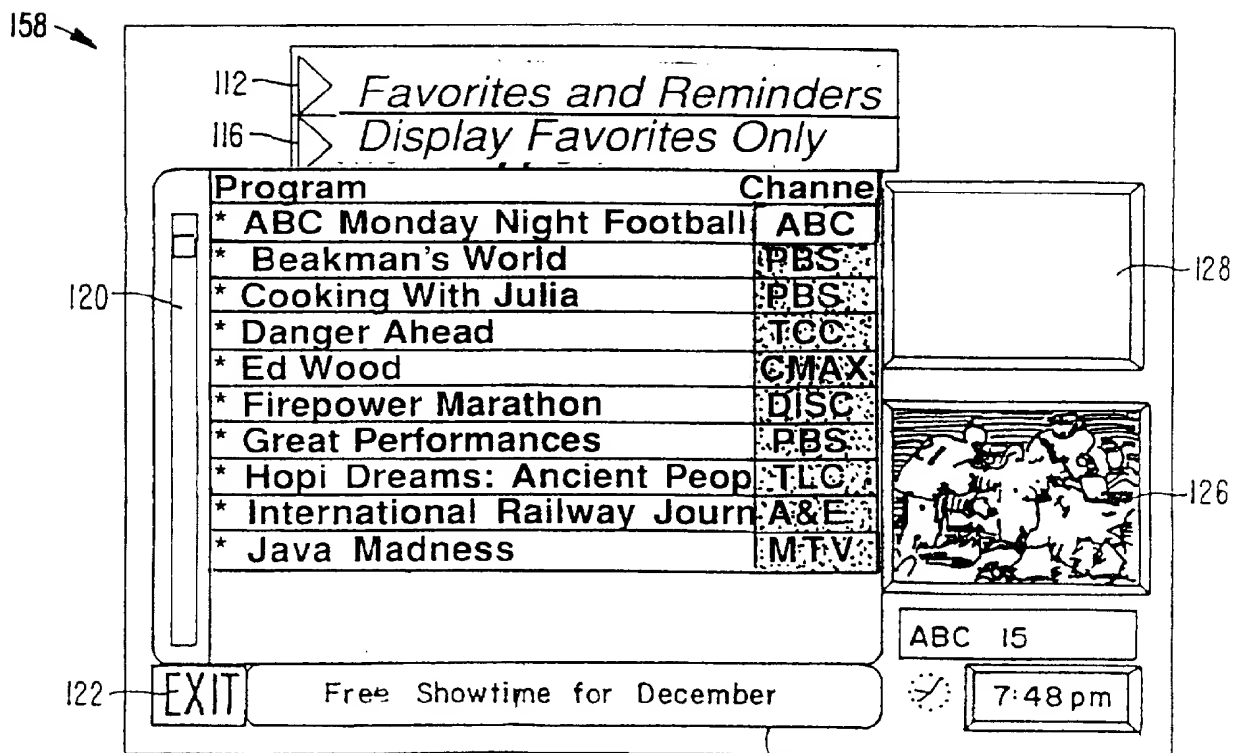 158
112
Favorites and Reminders
116
Display Favorites Only
Program Channe
* ABC Monday Night Football ABC
* Beakman's World PBS
* Cooking With Julia PBS
* Danger Ahead TCC
* Ed Wood CMAX
* Firepower Marathon DISC
* Great Performances PBS
* Hopi Dreams: Ancient Peop TLC
* International Railway Journ A&E
* Java Madness MTV
120
128
126
ABC 15
122
EXIT
Free Showtime for December
7:48 pm